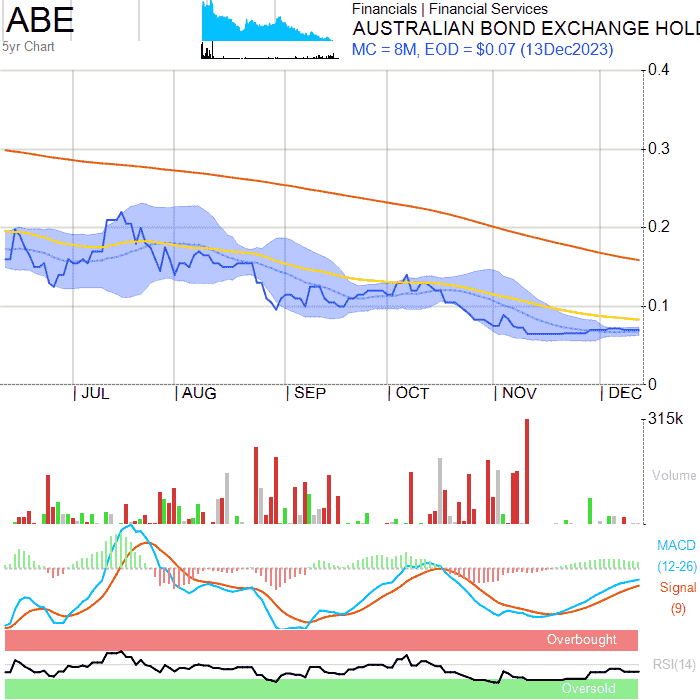 ABE
5yr Chart
Financials | Financial Services
AUSTRALIAN BOND EXCHANGE HOLD
MC = 8M, EOD = $0.07 (13Dec2023)
0.4
0.3
0.2
0.1
0
JUL
AUG
SEP
OCT
NOV
DEC
315k
Volume
MACD
(12-26)
Signal
(9)
Overbought
RSI(14)
Oversold